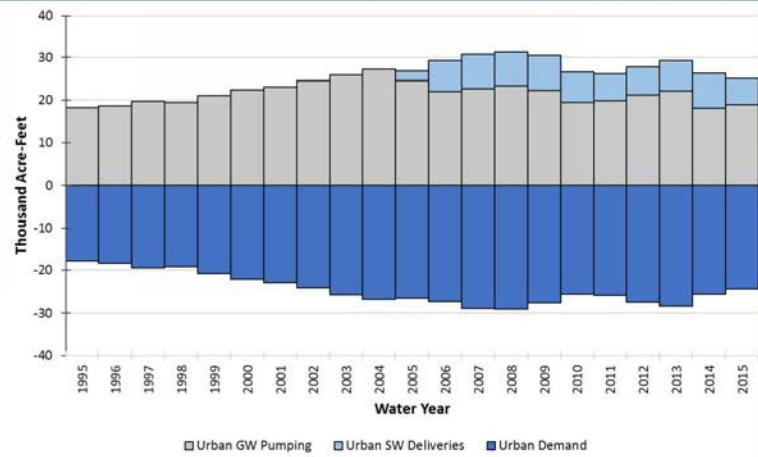 40
30
20
10
0
-10
-20
-30
-40
Thousand Acre-Feet
1995 1996 1997 1998 1999 2000 2001 2002 2003 2004 2005 2006 2007 2008 2009 2010 2011 2012 2013 2014 2015
Water Year
Urban GW Pumping Urban SW Deliveries Urban Demand